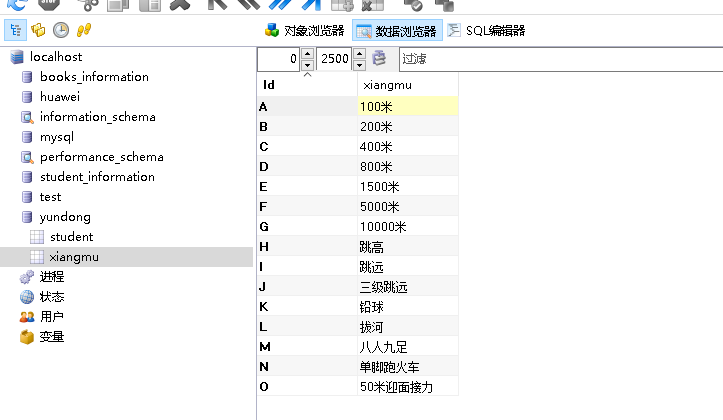 对象浏览器 数据浏览器 SQL编辑器
localhost
books_information
huawei
information_schema
mysql
performance_schema
student_information
test
yundong
student
xiangmu
进程
状态
用户
变量
0 2500 过滤
Id xiangmu
A 100米
B 200米
C 400米
D 800米
E 1500米
F 5000米
G 10000米
H 跳高
I 跳远
J 三级跳远
K 铅球
L 拔河
M 八人九足
N 单脚跑火车
O 50米迎面接力